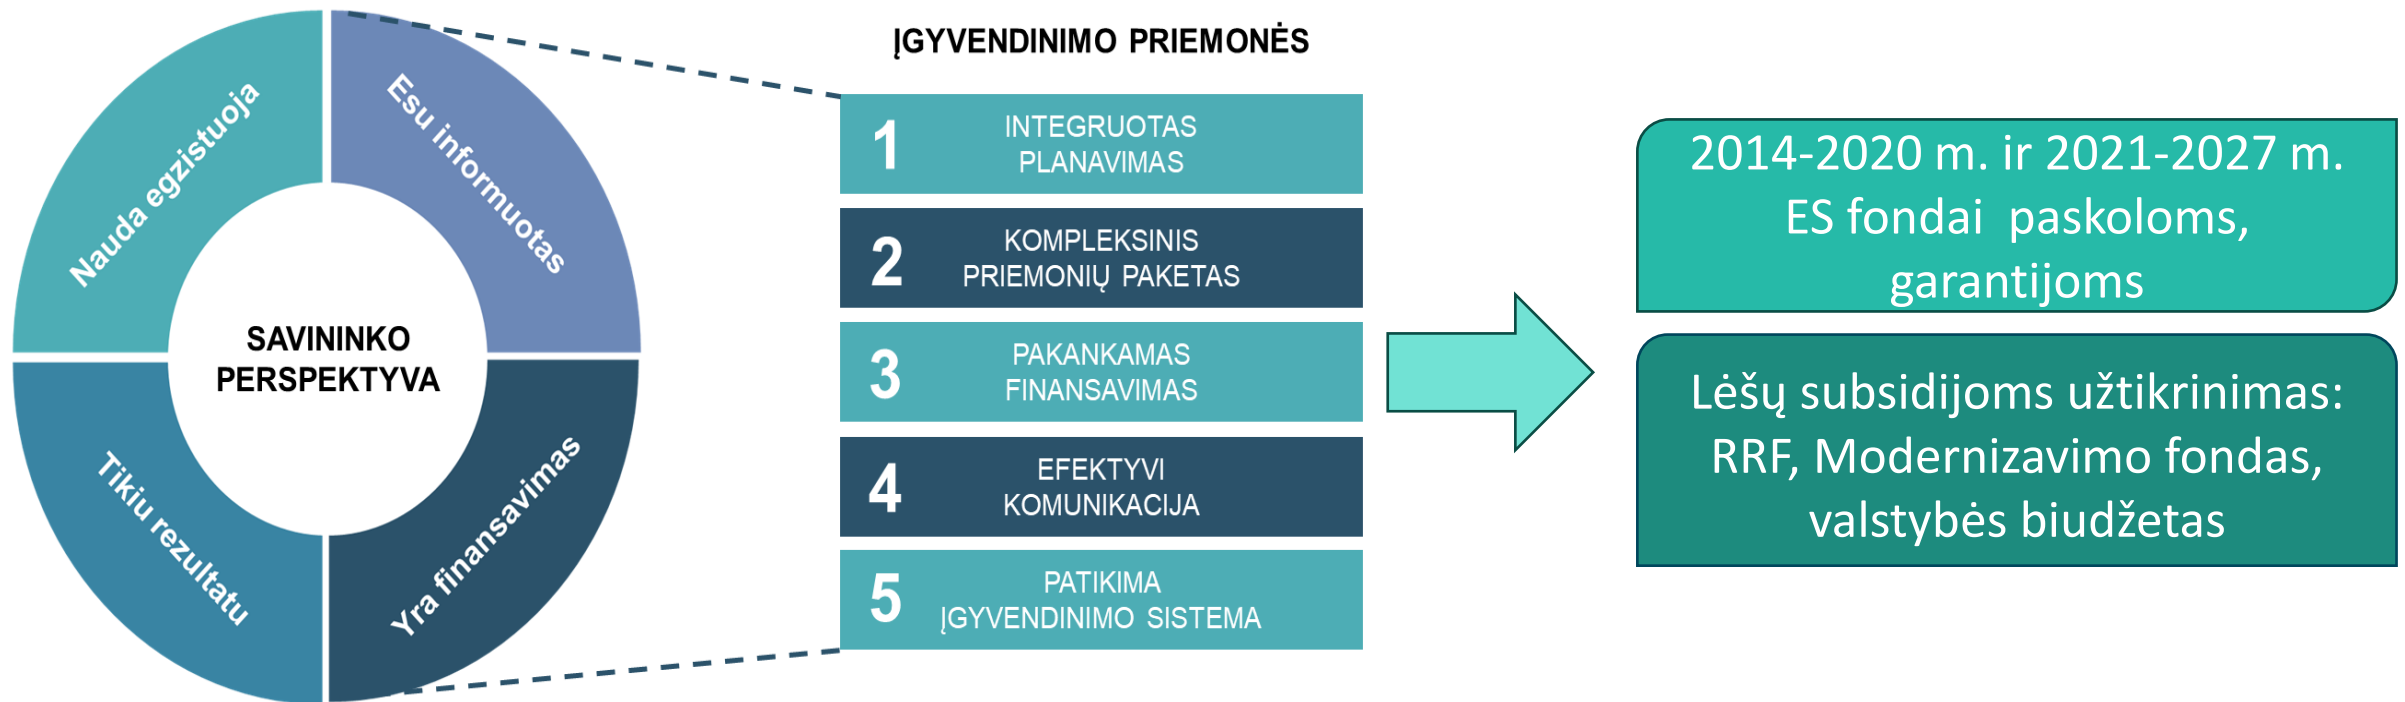 Nauda egzistuoja
Esu informuotas
SAVININKO
PERSPEKTYVA
Tikiu rezultatu
Yra finansavimas
ĮGYVENDINIMO PRIEMONĖS
1
INTEGRUOTAS
PLANAVIMAS
2
KOMPLEKSINIS
PRIEMONIŲ PAKETAS
3
PAKANKAMAS
FINANSAVIMAS
4
EFEKTYVI
KOMUNIKACIJA
5
PATIKIMA
ĮGYVENDINIMO SISTEMA
2014-2020 m. ir 2021-2027 m.
ES fondai  paskoloms,
garantijoms
Lėšų subsidijoms užtikrinimas:
RRF, Modernizavimo fondas,
valstybės biudžetas